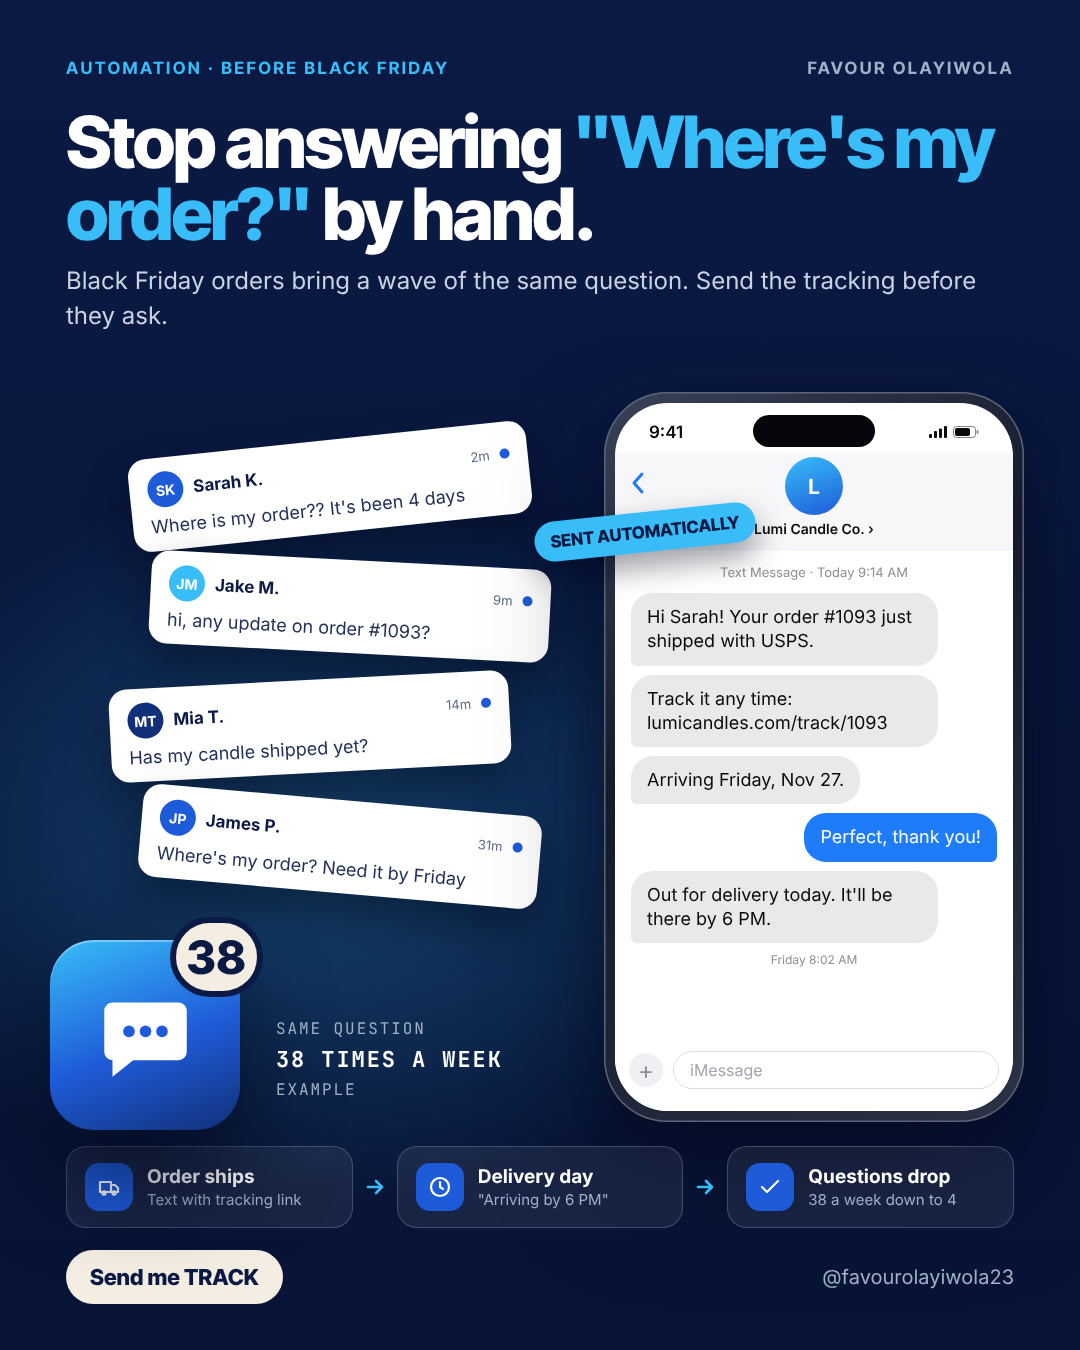 AUTOMATION · BEFORE BLACK FRIDAY
FAVOUR OLAYIWOLA
Stop answering "Where's my
order?" by hand.
Black Friday orders bring a wave of the same question. Send the tracking before
they ask.
SK
Sarah K.
2m
Where is my order?? It's been 4 days
JM
Jake M.
9m
hi, any update on order #1093?
MT
Mia T.
14m
Has my candle shipped yet?
JP
James P.
31m
Where's my order? Need it by Friday
38
SAME QUESTION
38 TIMES A WEEK
EXAMPLE
9:41
L
SENT AUTOMATICALLY
Lumi Candle Co. ›
Text Message · Today 9:14 AM
Hi Sarah! Your order #1093 just
shipped with USPS.
Track it any time:
lumicandles.com/track/1093
Arriving Friday, Nov 27.
Perfect, thank you!
Out for delivery today. It'll be
there by 6 PM.
Friday 8:02 AM
+
iMessage
Order ships
Text with tracking link
Delivery day
"Arriving by 6 PM"
Questions drop
38 a week down to 4
Send me TRACK
@favourolayiwola23